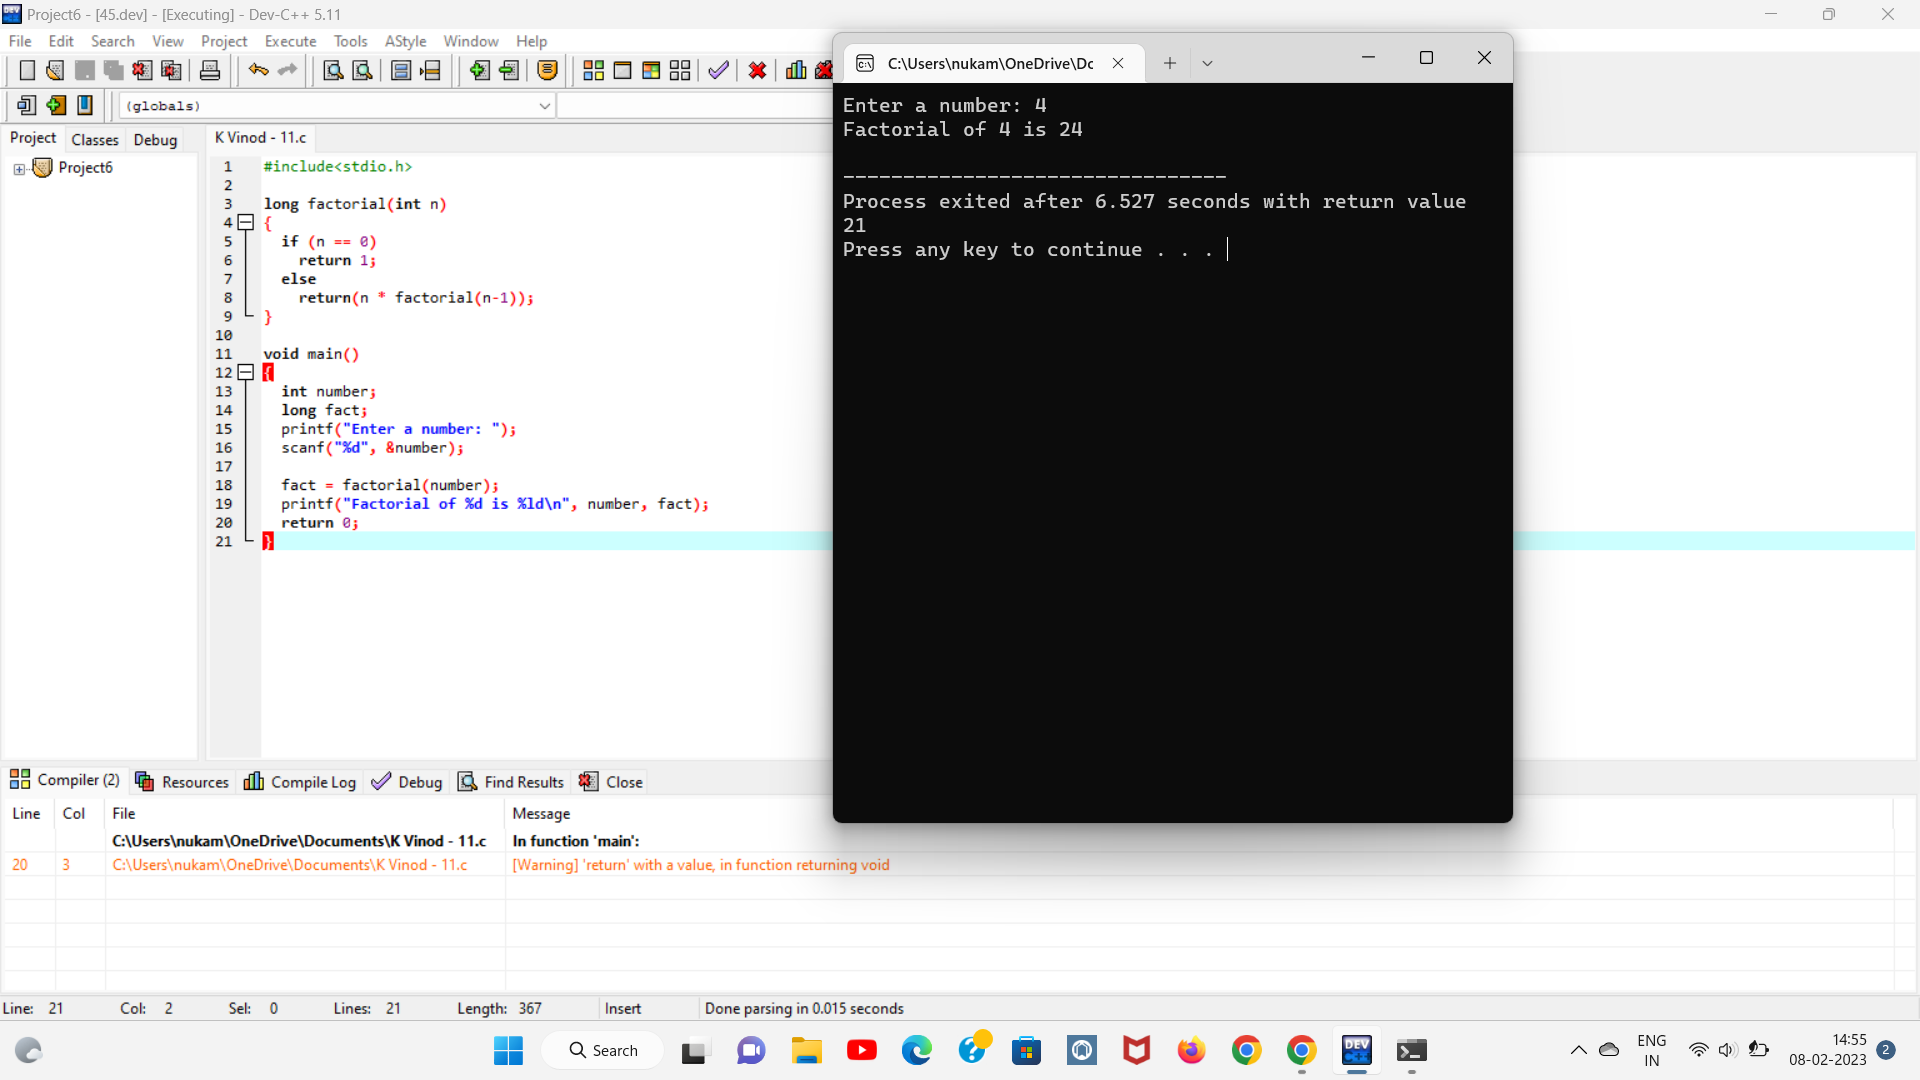 Project6 - [45.dev] - [Executing] - Dev-C++ 5.11
File Edit Search View Project Execute Tools AStyle Window Help
(globals)
Project Classes Debug
Project6
K Vinod - 11.c
1 #include<stdio.h>
2
3 long factorial(int n)
4 {
5 if (n == 0)
6 return 1;
7 else
8 return(n * factorial(n-1));
9 }
10
11 void main()
12 {
13 int number;
14 long fact;
15 printf("Enter a number: ");
16 scanf("%d", &number);
17
18 fact = factorial(number);
19 printf("Factorial of %d is %ld\n", number, fact);
20 return 0;
21 }
C:\Users\nukam\OneDrive\Dc
Enter a number: 4
Factorial of 4 is 24
--------------------------------
Process exited after 6.527 seconds with return value
21
Press any key to continue . . .
Compiler (2) Resources Compile Log Debug Find Results Close
Line Col File Message
C:\Users\nukam\OneDrive\Documents\K Vinod - 11.c In function 'main':
20 3 C:\Users\nukam\OneDrive\Documents\K Vinod - 11.c [Warning] 'return' with a value, in function returning void
Line: 21 Col: 2 Sel: 0 Lines: 21 Length: 367 Insert Done parsing in 0.015 seconds
Search
DEV C++
ENG
IN
14:55
08-02-2023
2